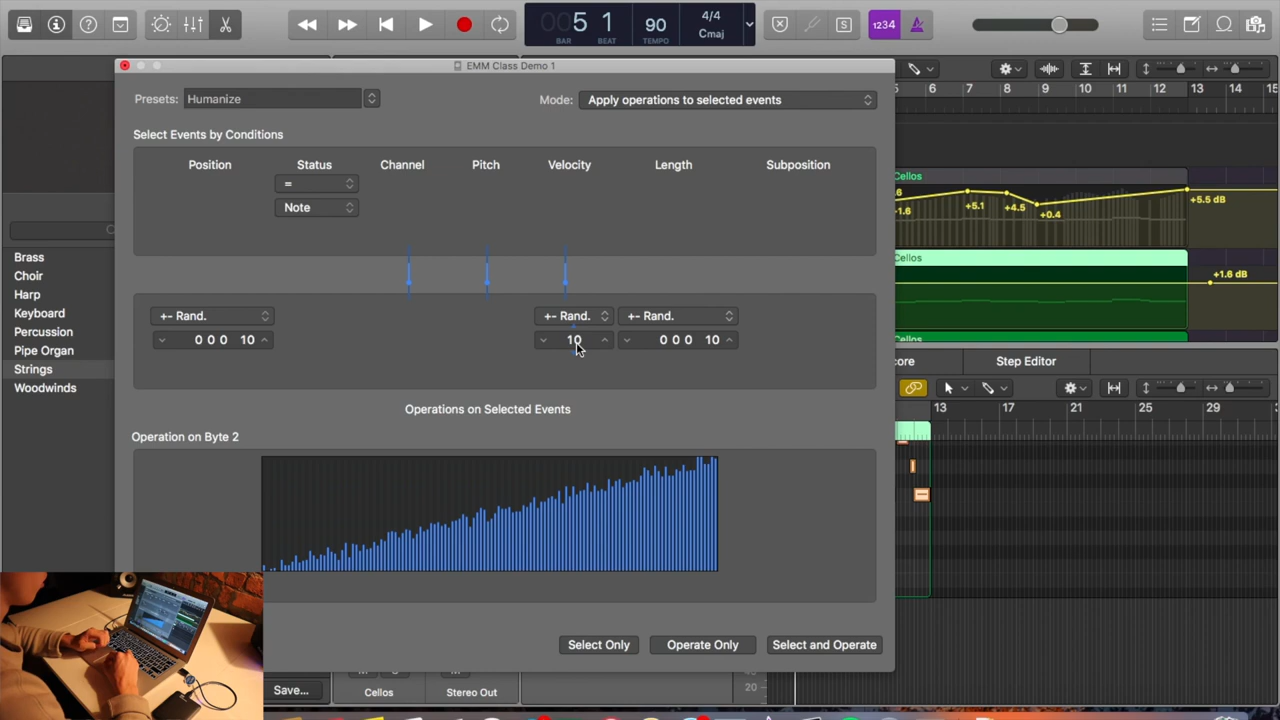 5 1
BAR BEAT
90
TEMPO
4/4
Cmaj
1234
EMM Class Demo 1
Presets: Humanize
Mode: Apply operations to selected events
Select Events by Conditions
Position Status Channel Pitch Velocity Length Subposition
=
Note
+- Rand. +- Rand. +- Rand.
0 0 0 10 10 0 0 0 10
Operations on Selected Events
Operation on Byte 2
Select Only Operate Only Select and Operate
Brass
Choir
Harp
Keyboard
Percussion
Pipe Organ
Strings
Woodwinds
6 7 8 9 10 11 12 13 14 15
Cellos
+5.1 +4.5 +0.4 +5.5 dB
Cellos
+1.6 dB
Cellos
Step Editor
13 17 21 25 29
Save...
Cellos
Stereo Out
20